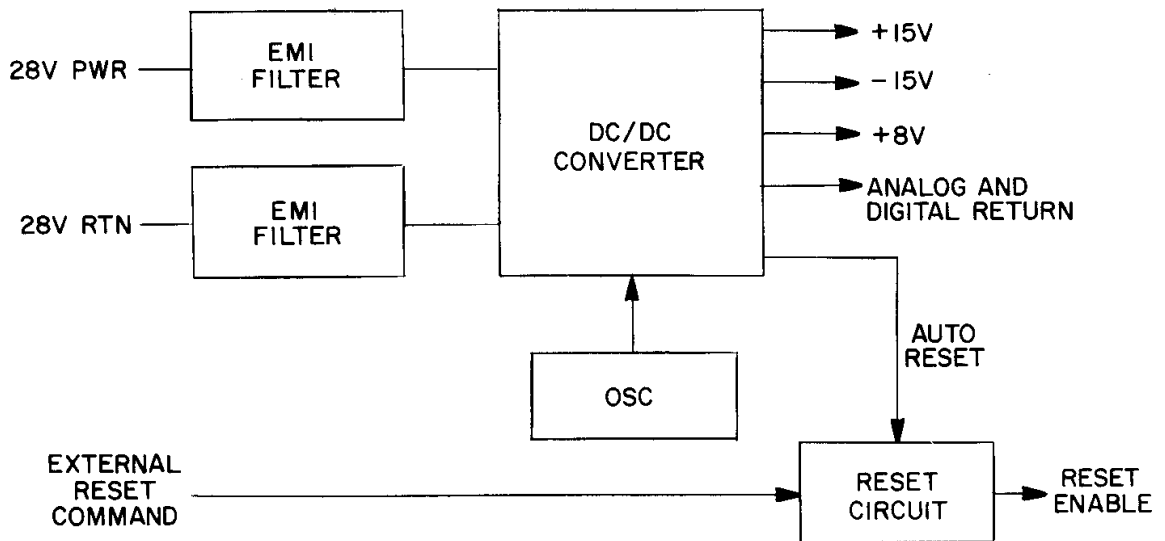 28V PWR
EMI
FILTER
28V RTN
EMI
FILTER
DC/DC
CONVERTER
+15V
-15V
+8V
ANALOG AND
DIGITAL RETURN
OSC
AUTO
RESET
EXTERNAL
RESET
COMMAND
RESET
CIRCUIT
RESET
ENABLE